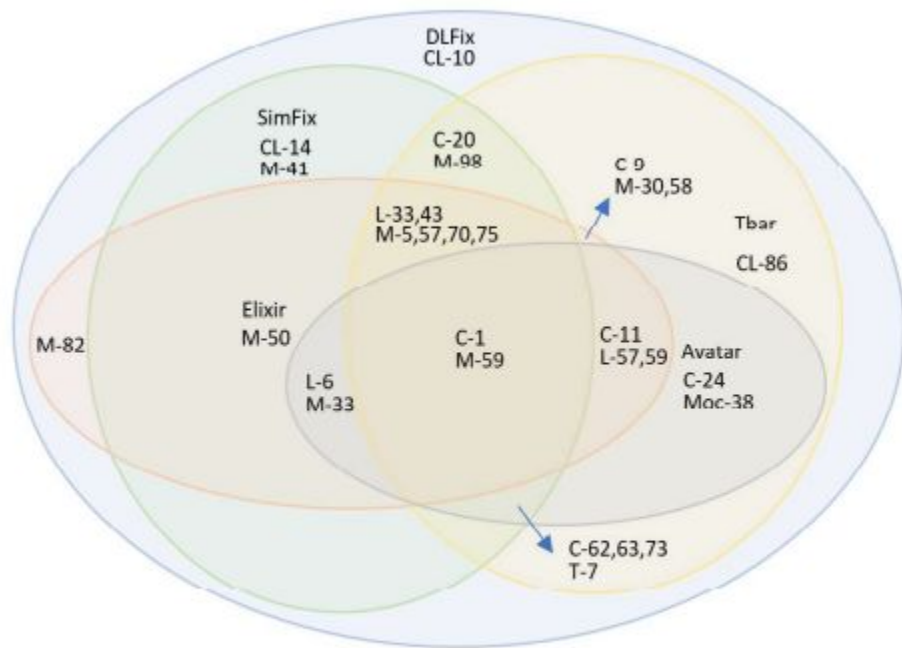 DLFix
CL-10
SimFix
CL-14
M-41
C-20
M-98
C-9
M-30,58
L-33,43
M-5,57,70,75
Tbar
CL-86
Elixir
M-50
M-82
C-1
M-59
C-11
L-57,59
Avatar
C-24
Moc-38
L-6
M-33
C-62,63,73
T-7